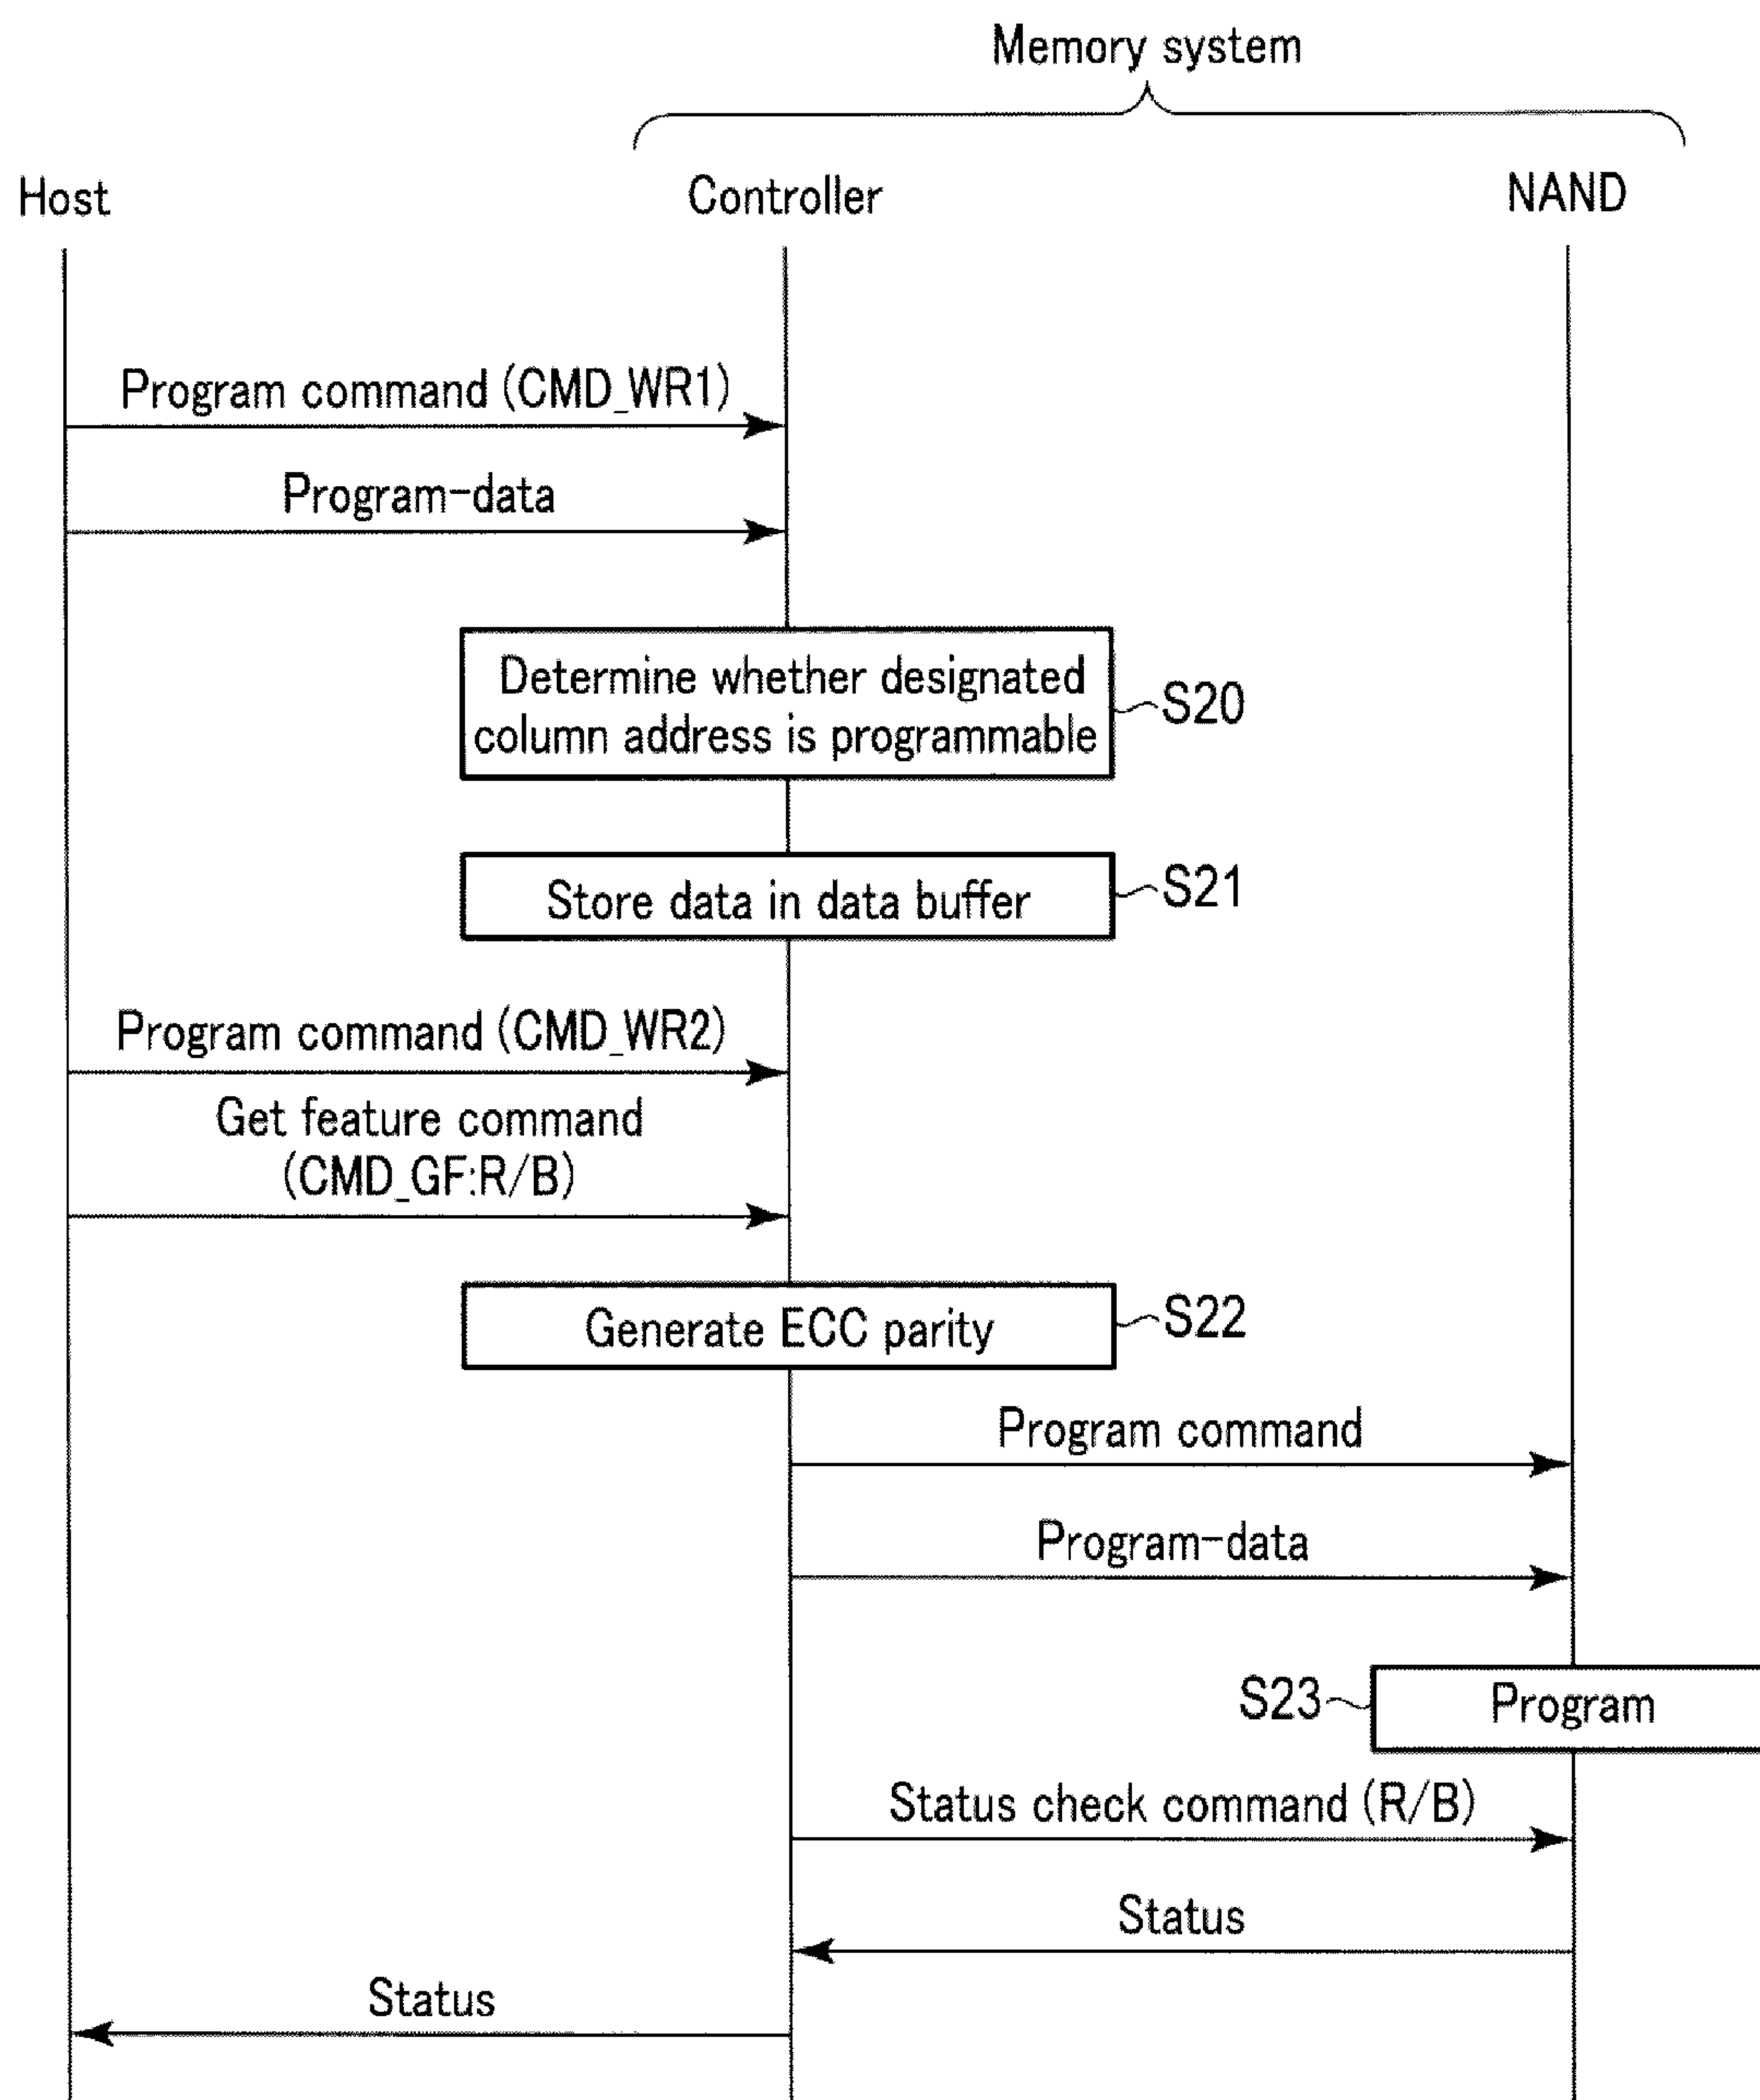 Memory system
Host
Controller
NAND
Program command (CMD_WR1)
Program-data
Determine whether designated
column address is programmable
S20
Store data in data buffer
S21
Program command (CMD_WR2)
Get feature command
(CMD_GF:R/B)
Generate ECC parity
S22
Program command
Program-data
S23
Program
Status check command (R/B)
Status
Status